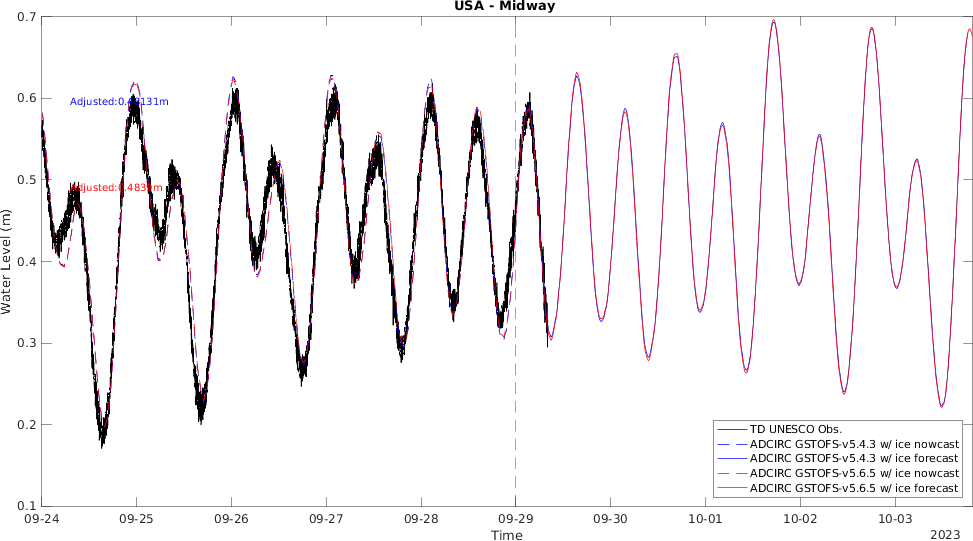 USA - Midway
0.7
0.6
0.5
0.4
0.3
0.2
0.1
Water Level (m)
Adjusted:0.4839m
TD UNESCO Obs.
ADCIRC GSTOFS-v5.4.3 w/ ice nowcast
ADCIRC GSTOFS-v5.4.3 w/ ice forecast
ADCIRC GSTOFS-v5.6.5 w/ ice nowcast
ADCIRC GSTOFS-v5.6.5 w/ ice forecast
09-24 09-25 09-26 09-27 09-28 09-29 09-30 10-01 10-02 10-03
Time
2023